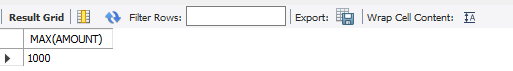 Result Grid Filter Rows: Export: Wrap Cell Content:
MAX(AMOUNT)
1000